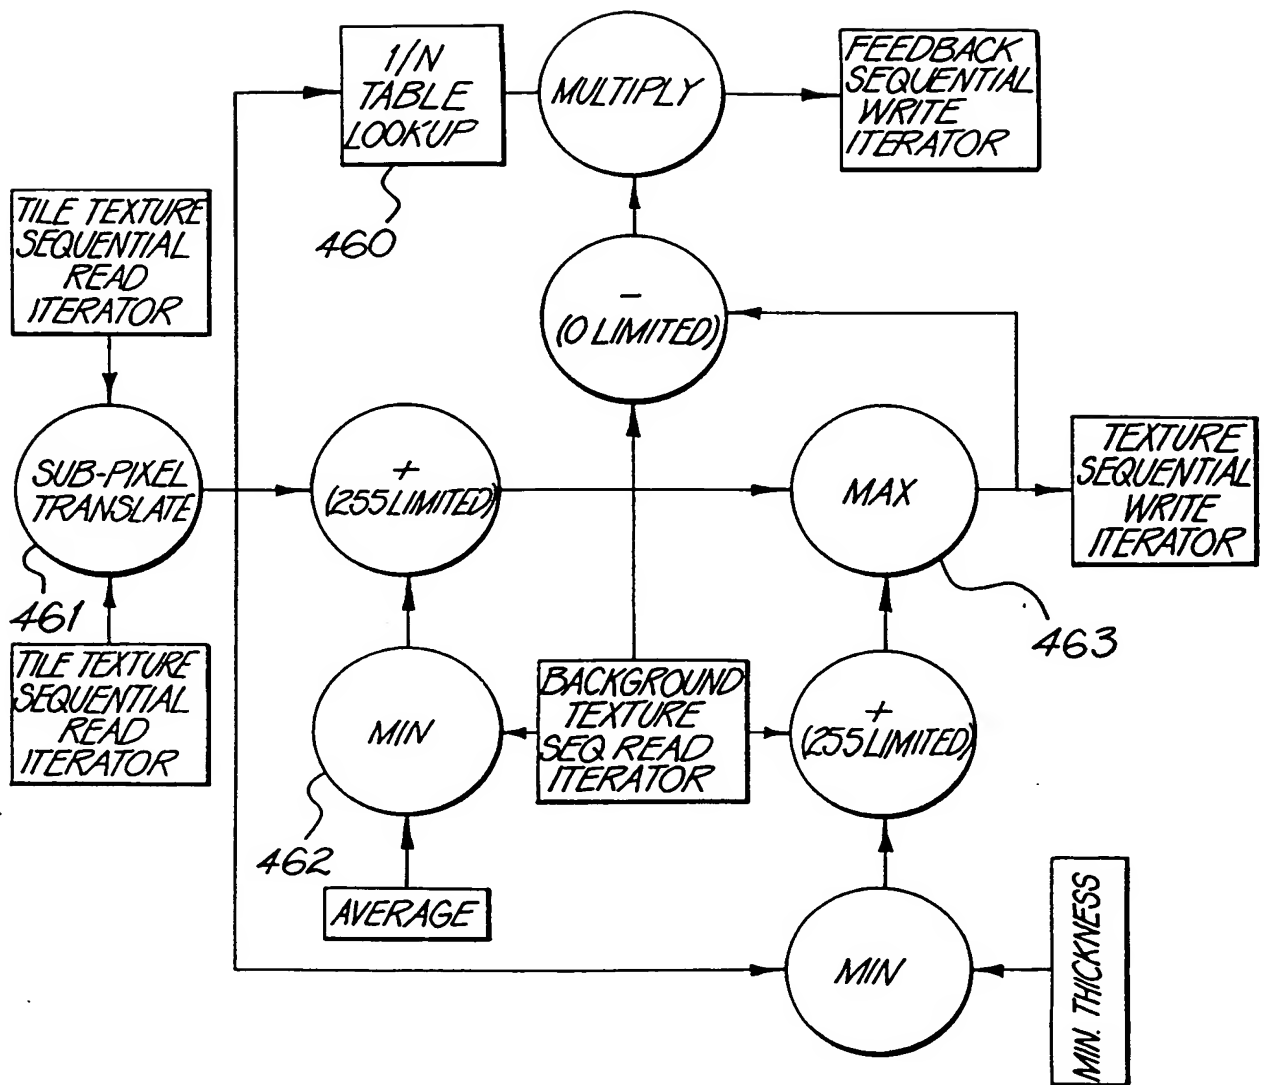 1/N
TABLE
LOOKUP
MULTIPLY
FEEDBACK
SEQUENTIAL
WRITE
ITERATOR
460
TILE TEXTURE
SEQUENTIAL
READ
ITERATOR
-
(0 LIMITED)
SUB-PIXEL
TRANSLATE
461
+
(255 LIMITED)
MAX
463
TEXTURE
SEQUENTIAL
WRITE
ITERATOR
TILE TEXTURE
SEQUENTIAL
READ
ITERATOR
MIN
462
BACKGROUND
TEXTURE
SEQ READ
ITERATOR
+
(255 LIMITED)
AVERAGE
MIN
MIN. THICKNESS